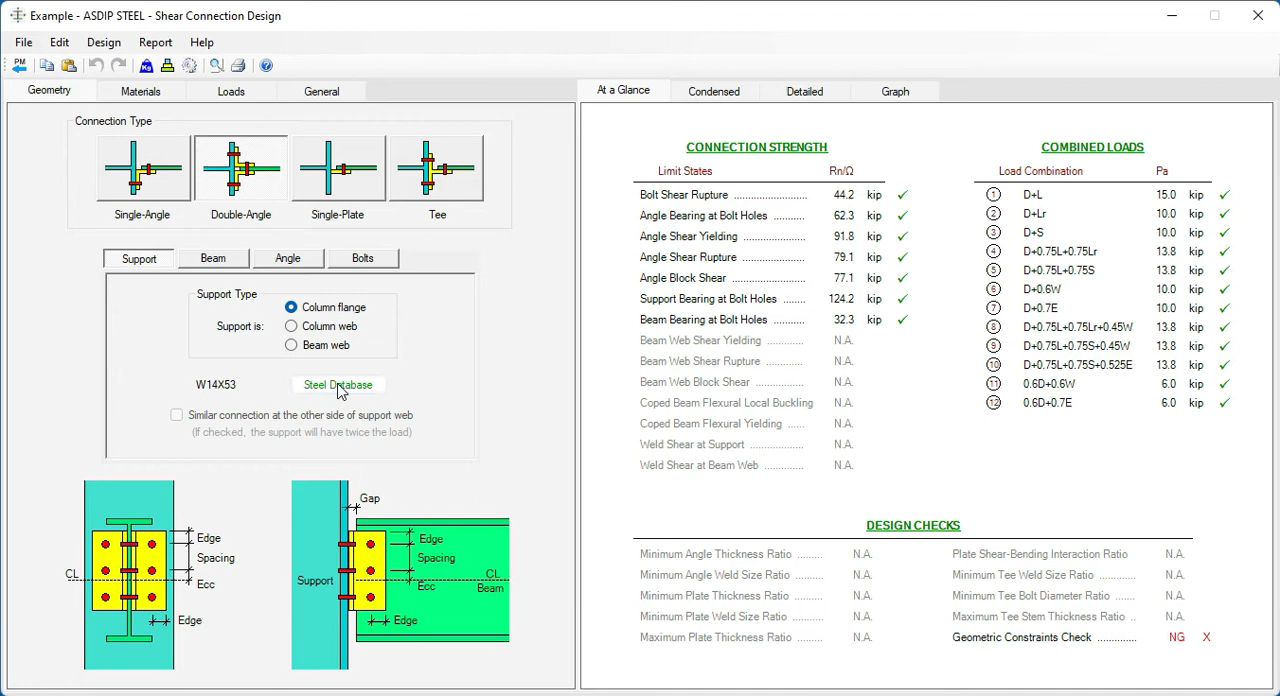 Example - ASDIP STEEL - Shear Connection Design
File Edit Design Report Help
PM
Kg
Geometry Materials Loads General
Connection Type
Single-Angle Double-Angle Single-Plate Tee
Support Beam Angle Bolts
Support Type
Support is:
Column flange
Column web
Beam web
W14X53 Steel Database
Similar connection at the other side of support web
(If checked, the support will have twice the load)
Edge
Spacing
CL
Ecc
Edge
Gap
Edge
Spacing
Support
CL
Ecc
Beam
Edge
At a Glance Condensed Detailed Graph
CONNECTION STRENGTH
Limit States Rn/Ω
Bolt Shear Rupture .......................... 44.2 kip ✓
Angle Bearing at Bolt Holes ........... 62.3 kip ✓
Angle Shear Yielding ...................... 91.8 kip ✓
Angle Shear Rupture ...................... 79.1 kip ✓
Angle Block Shear .......................... 77.1 kip ✓
Support Bearing at Bolt Holes ........ 124.2 kip ✓
Beam Bearing at Bolt Holes ........... 32.3 kip ✓
Beam Web Shear Yielding .............. N.A.
Beam Web Shear Rupture .............. N.A.
Beam Web Block Shear .................. N.A.
Coped Beam Flexural Local Buckling N.A.
Coped Beam Flexural Yielding ...... N.A.
Weld Shear at Support .................... N.A.
Weld Shear at Beam Web ............. N.A.
COMBINED LOADS
Load Combination Pa
1 D+L 15.0 kip ✓
2 D+Lr 10.0 kip ✓
3 D+S 10.0 kip ✓
4 D+0.75L+0.75Lr 13.8 kip ✓
5 D+0.75L+0.75S 13.8 kip ✓
6 D+0.6W 10.0 kip ✓
7 D+0.7E 10.0 kip ✓
8 D+0.75L+0.75Lr+0.45W 13.8 kip ✓
9 D+0.75L+0.75S+0.45W 13.8 kip ✓
10 D+0.75L+0.75S+0.525E 13.8 kip ✓
11 0.6D+0.6W 6.0 kip ✓
12 0.6D+0.7E 6.0 kip ✓
DESIGN CHECKS
Minimum Angle Thickness Ratio ........ N.A.
Minimum Angle Weld Size Ratio ........ N.A.
Minimum Plate Thickness Ratio ......... N.A.
Minimum Plate Weld Size Ratio ......... N.A.
Maximum Plate Thickness Ratio ........ N.A.
Plate Shear-Bending Interaction Ratio N.A.
Minimum Tee Weld Size Ratio ............ N.A.
Minimum Tee Bolt Diameter Ratio ....... N.A.
Maximum Tee Stem Thickness Ratio .. N.A.
Geometric Constraints Check ............. NG X